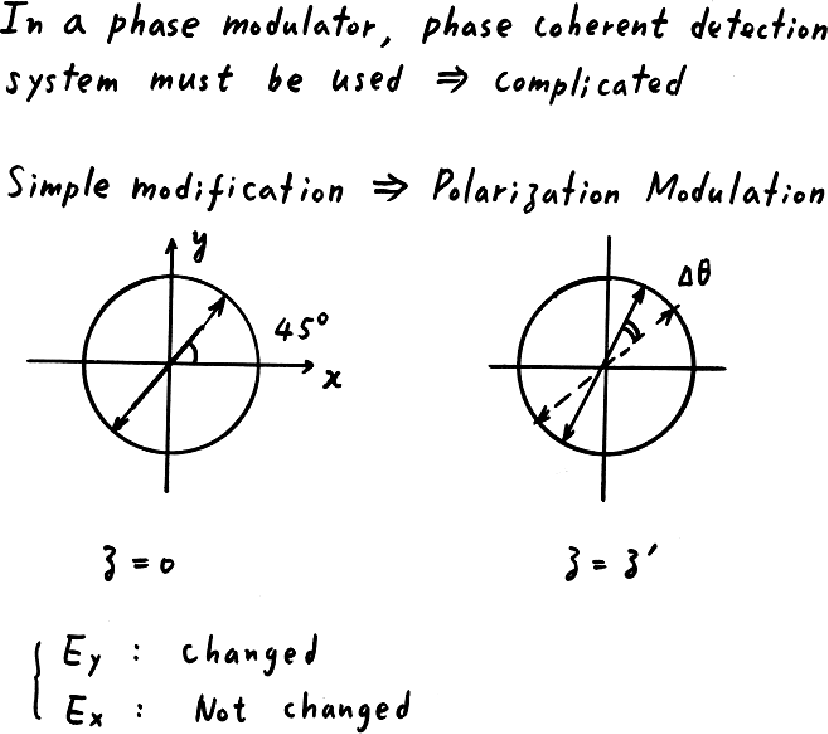 In a phase modulator, phase coherent detection
system must be used ⇒ complicated
Simple modification ⇒ Polarization Modulation
y
45°
x
Δθ
z = 0
z = z'
Ey : changed
Ex : Not changed